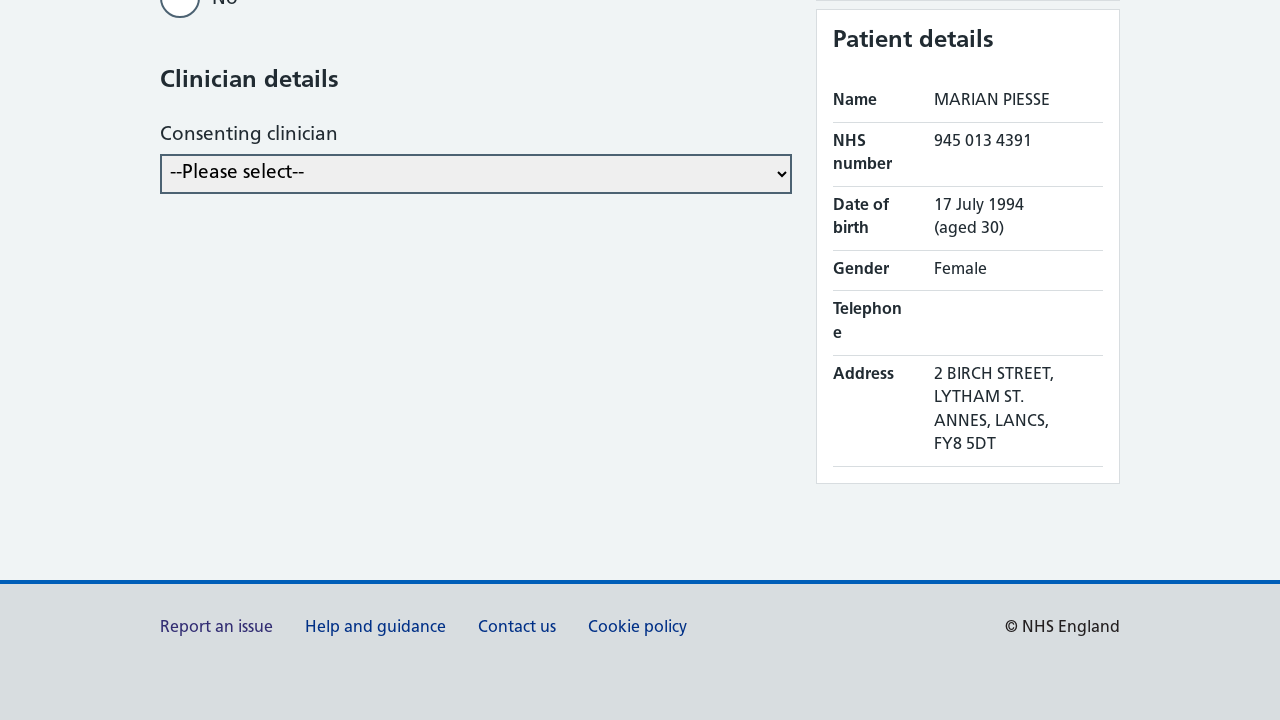 No
Clinician details
Consenting clinician
--Please select--
Patient details
Name MARIAN PIESSE
NHS number 945 013 4391
Date of birth 17 July 1994 (aged 30)
Gender Female
Telephone
Address 2 BIRCH STREET,
LYTHAM ST.
ANNES, LANCS,
FY8 5DT
Report an issue Help and guidance Contact us Cookie policy © NHS England